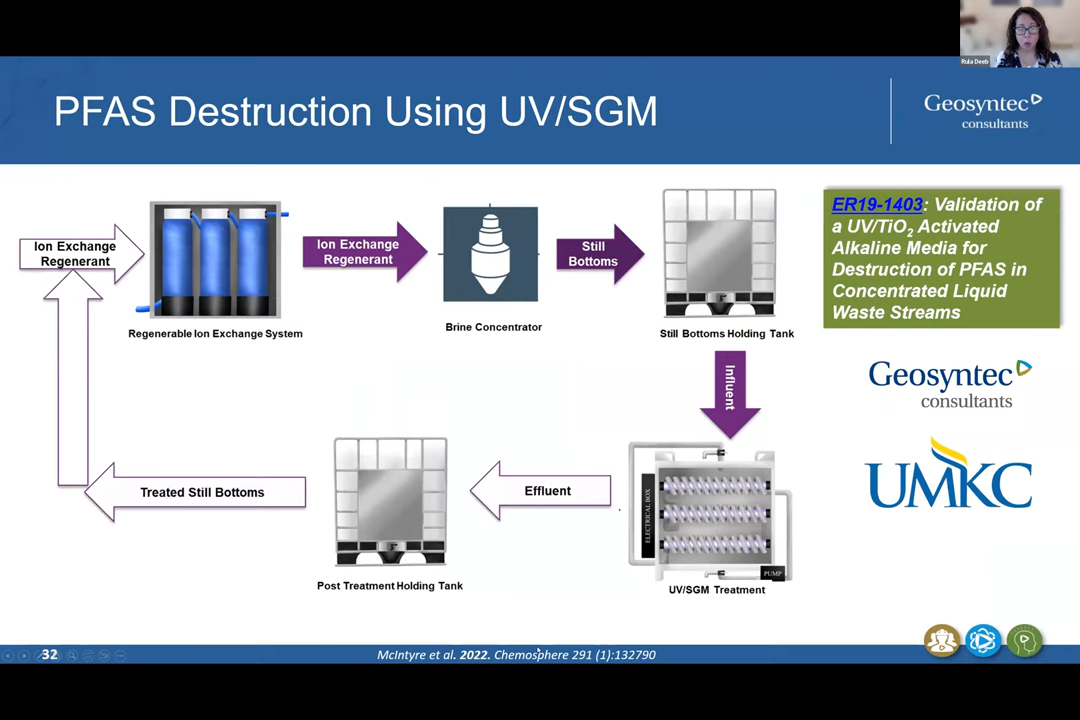 Rula Deeb
PFAS Destruction Using UV/SGM
Geosyntec
consultants
Ion Exchange
Regenerant
Ion Exchange
Regenerant
Still
Bottoms
ER19-1403: Validation of
a UV/TiO₂ Activated
Alkaline Media for
Destruction of PFAS in
Concentrated Liquid
Waste Streams
Regenerable Ion Exchange System
Brine Concentrator
Still Bottoms Holding Tank
Influent
Geosyntec
consultants
UMKC
Treated Still Bottoms
Effluent
ELECTRICAL BOX
PUMP
Post Treatment Holding Tank
UV/SGM Treatment
32
McIntyre et al. 2022. Chemosphere 291 (1):132790